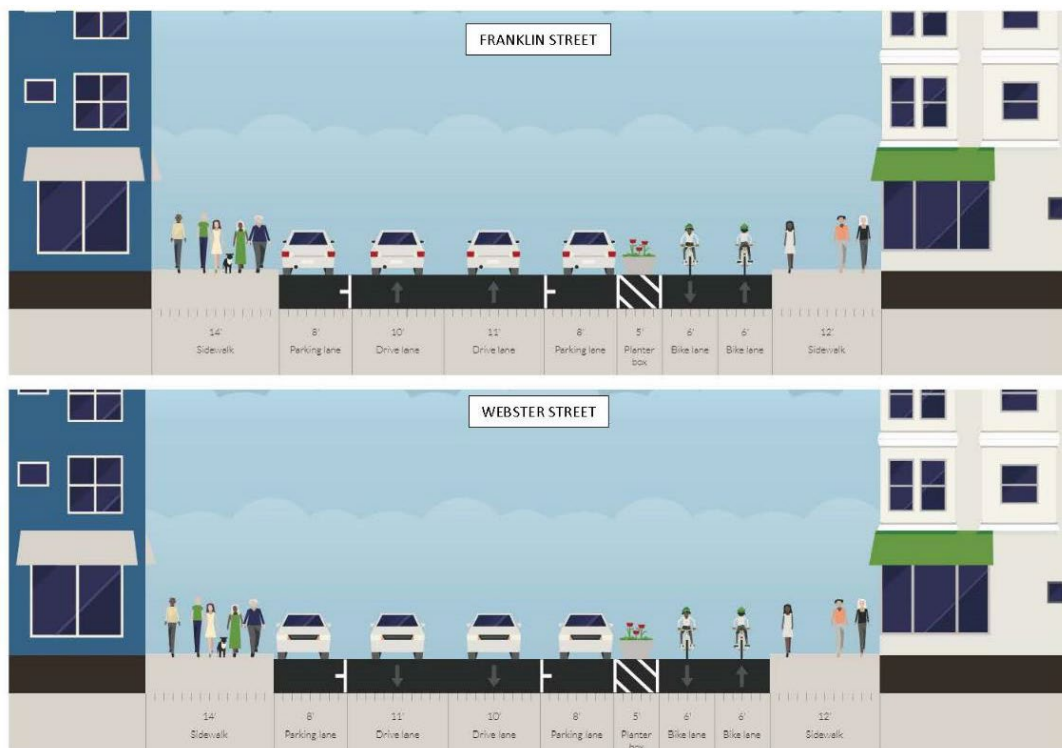 FRANKLIN STREET
14' 8' 10' 11' 8' 5' 6' 6' 12'
Sidewalk Parking lane Drive lane Drive lane Parking lane Planter Bike lane Bike lane Sidewalk
box
WEBSTER STREET
14' 8' 11' 10' 8' 5' 6' 6' 12'
Sidewalk Parking lane Drive lane Drive lane Parking lane Planter Bike lane Bike lane Sidewalk
box